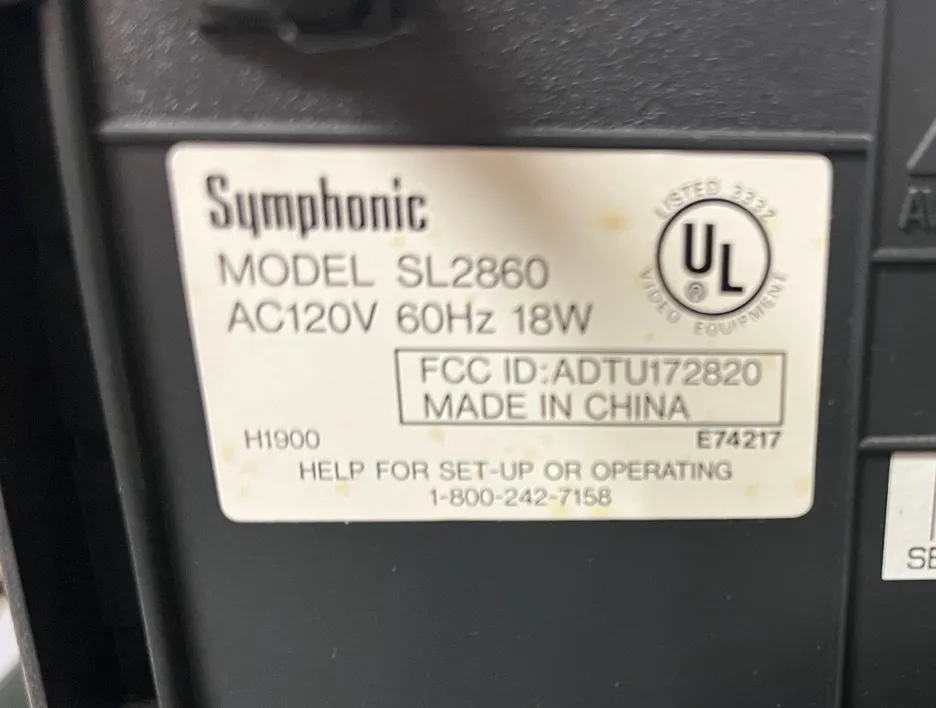 Symphonic
MODEL SL2860
AC120V 60Hz 18W
LISTED 333Z
UL
®
VIDEO EQUIPMENT
FCC ID:ADTU172820
MADE IN CHINA
H1900
E74217
HELP FOR SET-UP OR OPERATING
1-800-242-7158